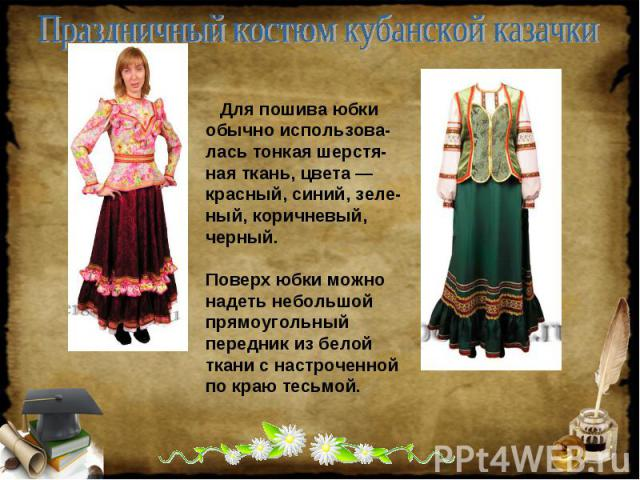 Праздничный костюм кубанской казачки
Для пошива юбки
обычно использова-
лась тонкая шерстя-
ная ткань, цвета —
красный, синий, зеле-
ный, коричневый,
черный.
Поверх юбки можно
надеть небольшой
прямоугольный
передник из белой
ткани с настроченной
по краю тесьмой.
PPt4WEB.ru